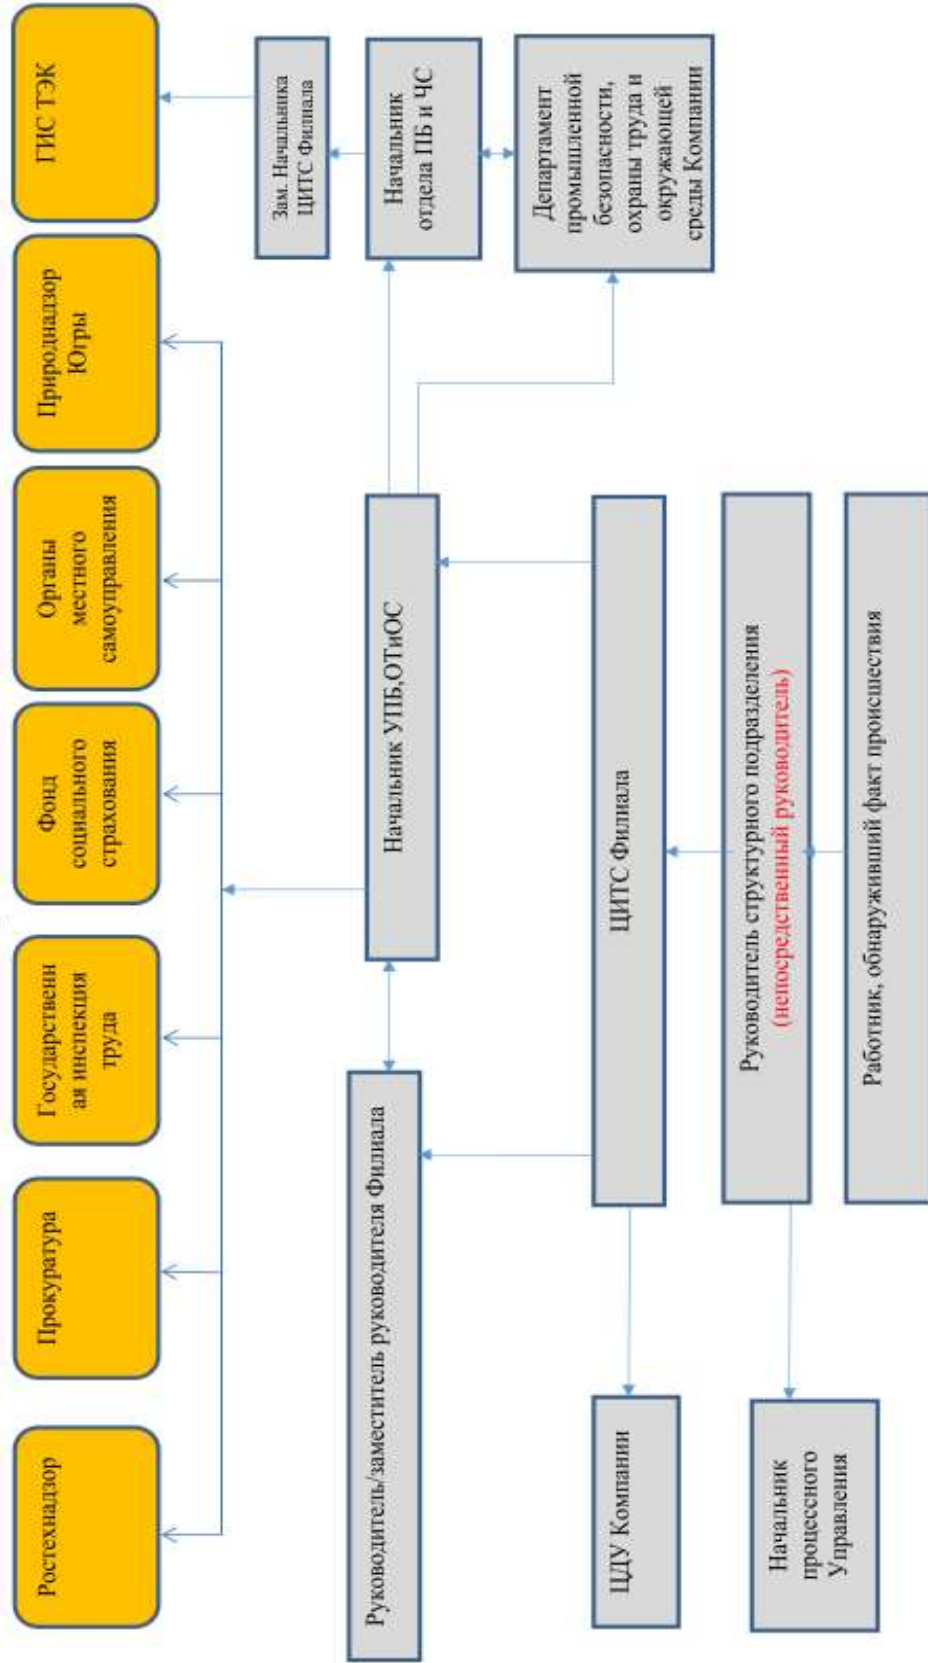 Ростехнадзор
Прокуратура
Государственн
ая инспекция
труда
Фонд
социального
страхования
Органы
местного
самоуправления
Природнадзор
Югры
ГИС ТЭК
Зам. Начальника
ЦИТС Филиала
Руководитель/заместитель руководителя Филиала
Начальник УПБ,ОТиОС
Начальник
отдела ПБ и ЧС
Департамент
промышленной
безопасности,
охраны труда и
окружающей
среды Компании
ЦДУ Компании
ЦИТС Филиала
Начальник
процессного
Управления
Руководитель структурного подразделения
(непосредственный руководитель)
Работник, обнаруживший факт происшествия